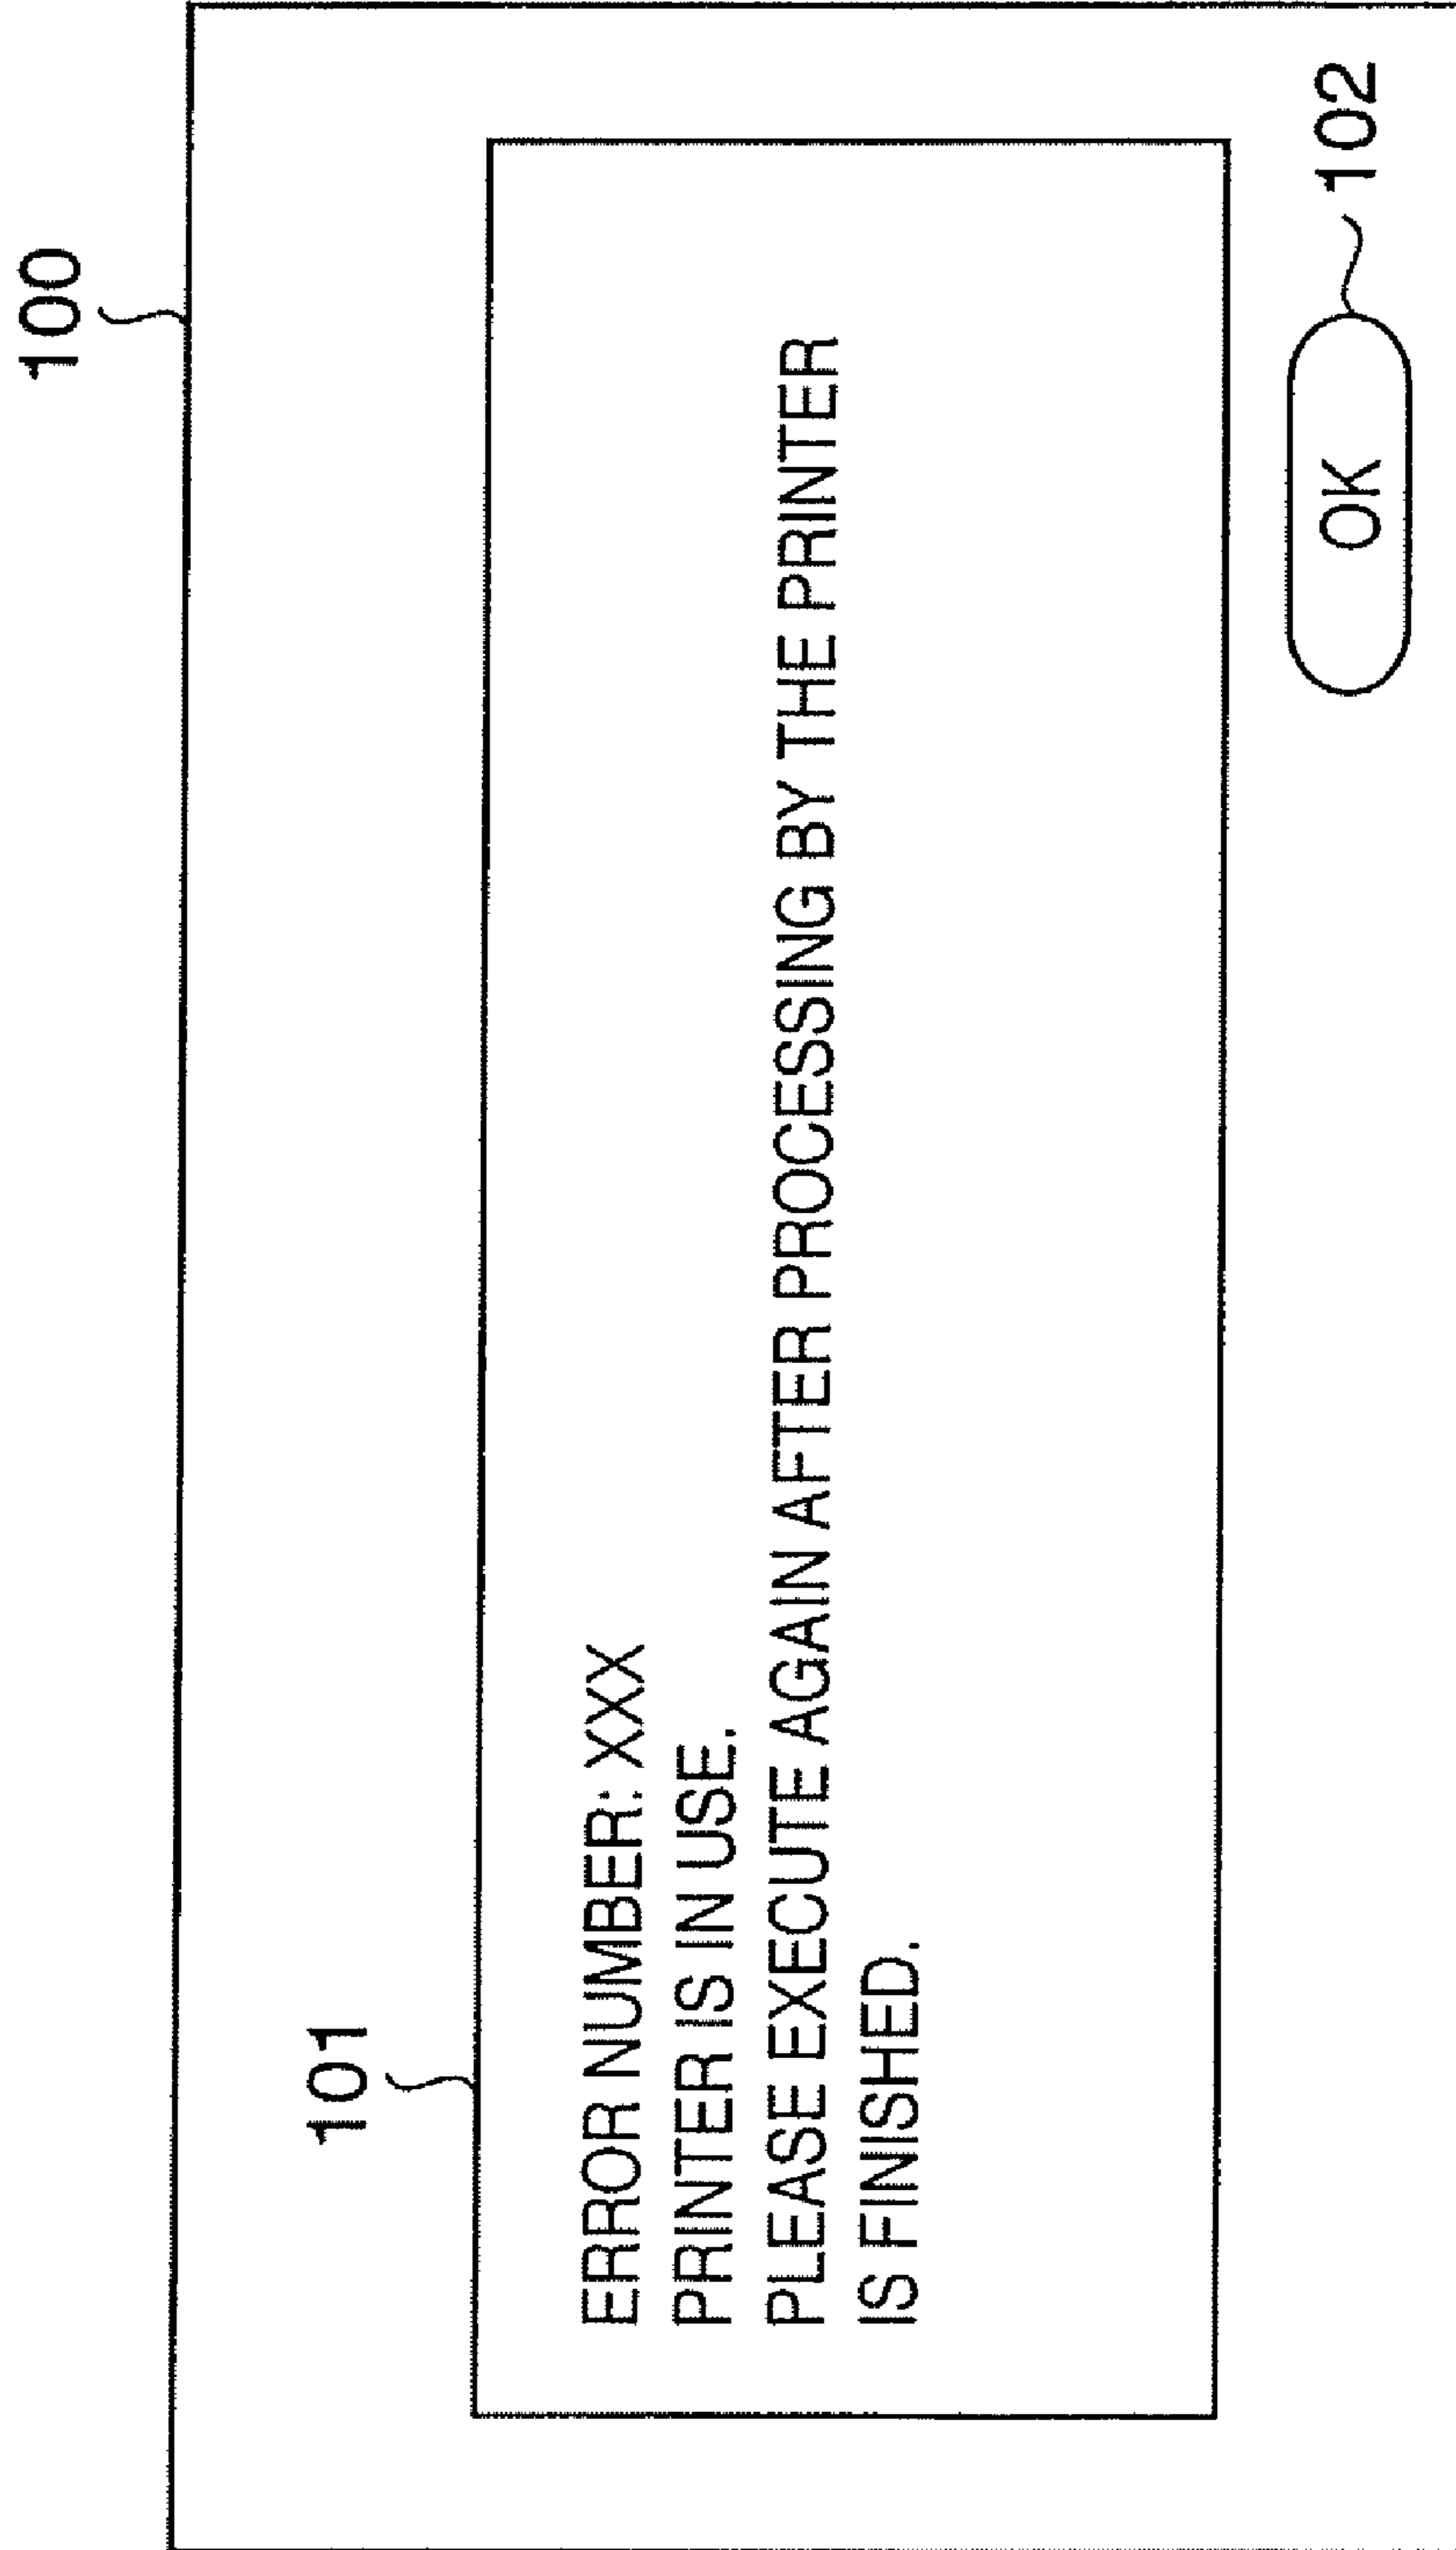 100
101
ERROR NUMBER: XXX
PRINTER IS IN USE.
PLEASE EXECUTE AGAIN AFTER PROCESSING BY THE PRINTER
IS FINISHED.
OK
102